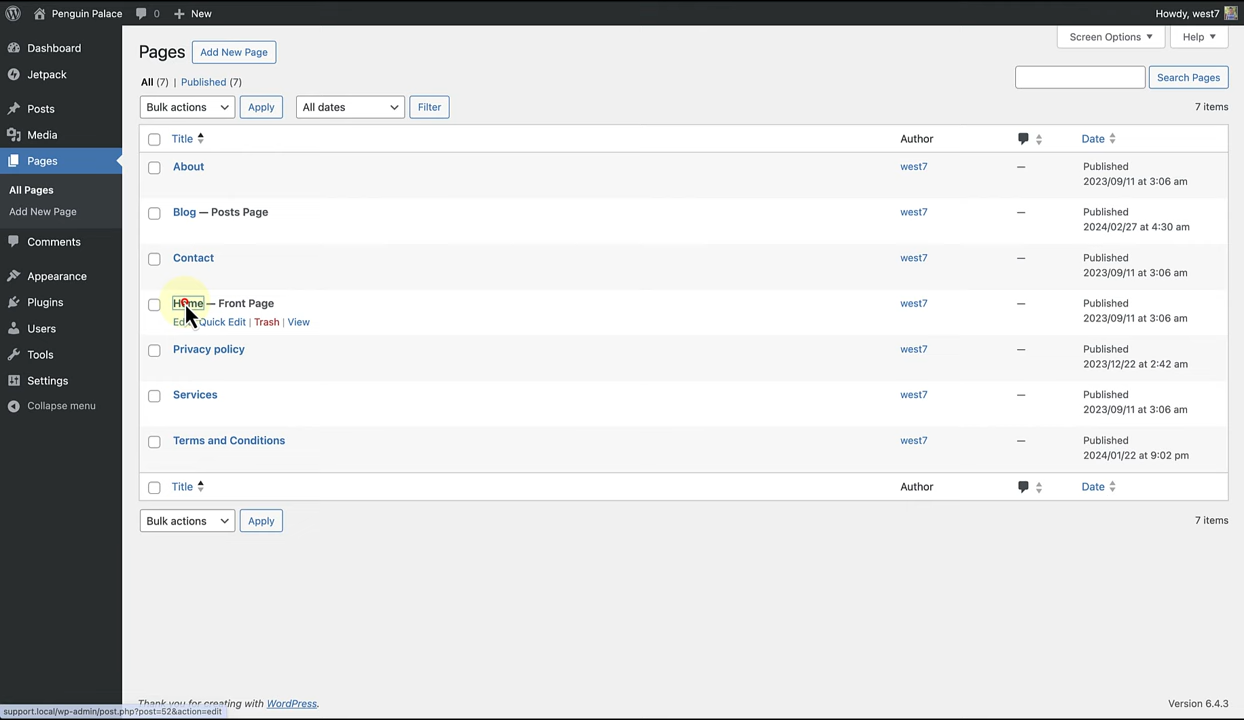 Penguin Palace 0 New Howdy, west7
Dashboard
Jetpack
Posts
Media
Pages
All Pages
Add New Page
Comments
Appearance
Plugins
Users
Tools
Settings
Collapse menu
Screen Options Help
Pages Add New Page
All (7) | Published (7)
Search Pages
Bulk actions Apply All dates Filter 7 items
Title Author Date
About west7 — Published
2023/09/11 at 3:06 am
Blog — Posts Page west7 — Published
2024/02/27 at 4:30 am
Contact west7 — Published
2023/09/11 at 3:06 am
Home — Front Page west7 — Published
2023/09/11 at 3:06 am
Quick Edit | Trash | View
Privacy policy west7 — Published
2023/12/22 at 2:42 am
Services west7 — Published
2023/09/11 at 3:06 am
Terms and Conditions west7 — Published
2024/01/22 at 9:02 pm
Title Author Date
Bulk actions Apply 7 items
Thank you for creating with WordPress. Version 6.4.3
support.local/wp-admin/post.php?post=52&action=edit